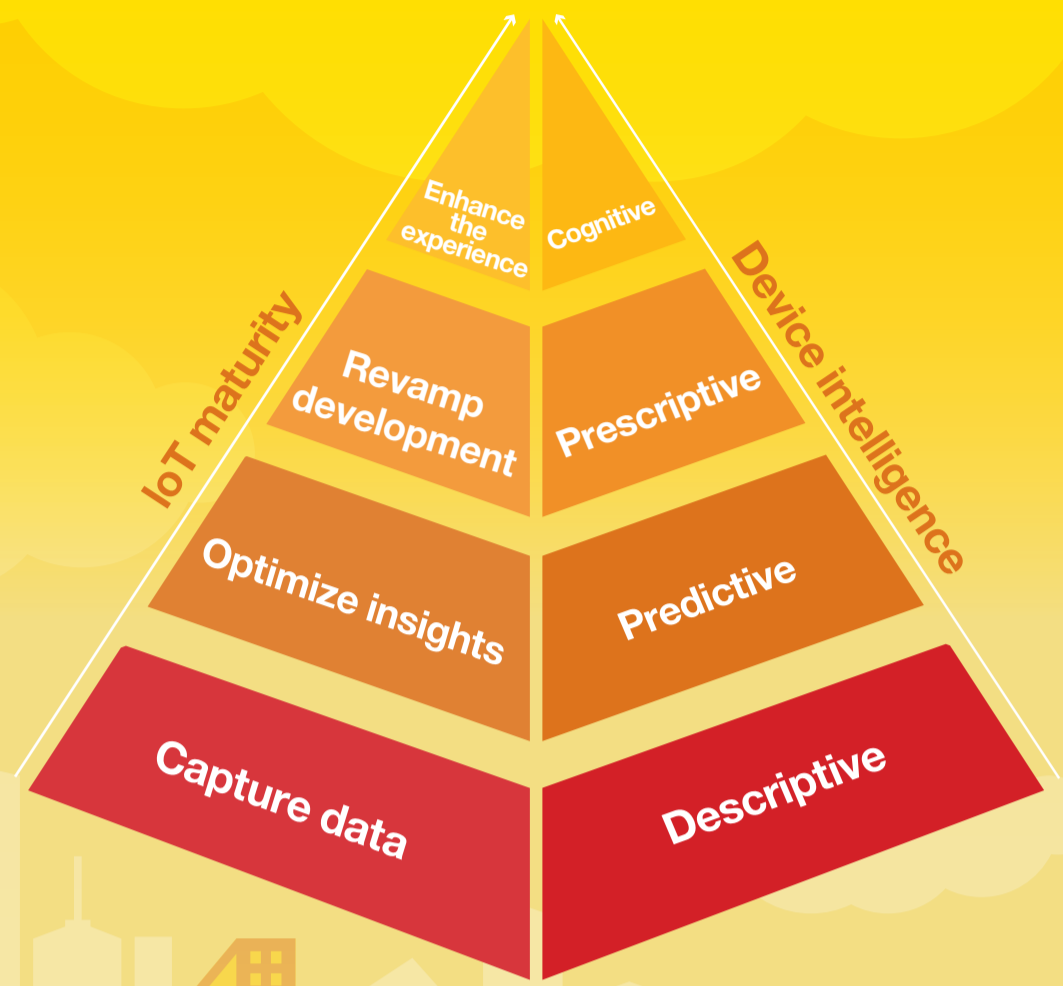 Enhance
the
experience
Cognitive
IoT maturity
Device intelligence
Revamp
development
Prescriptive
Optimize insights
Predictive
Capture data
Descriptive